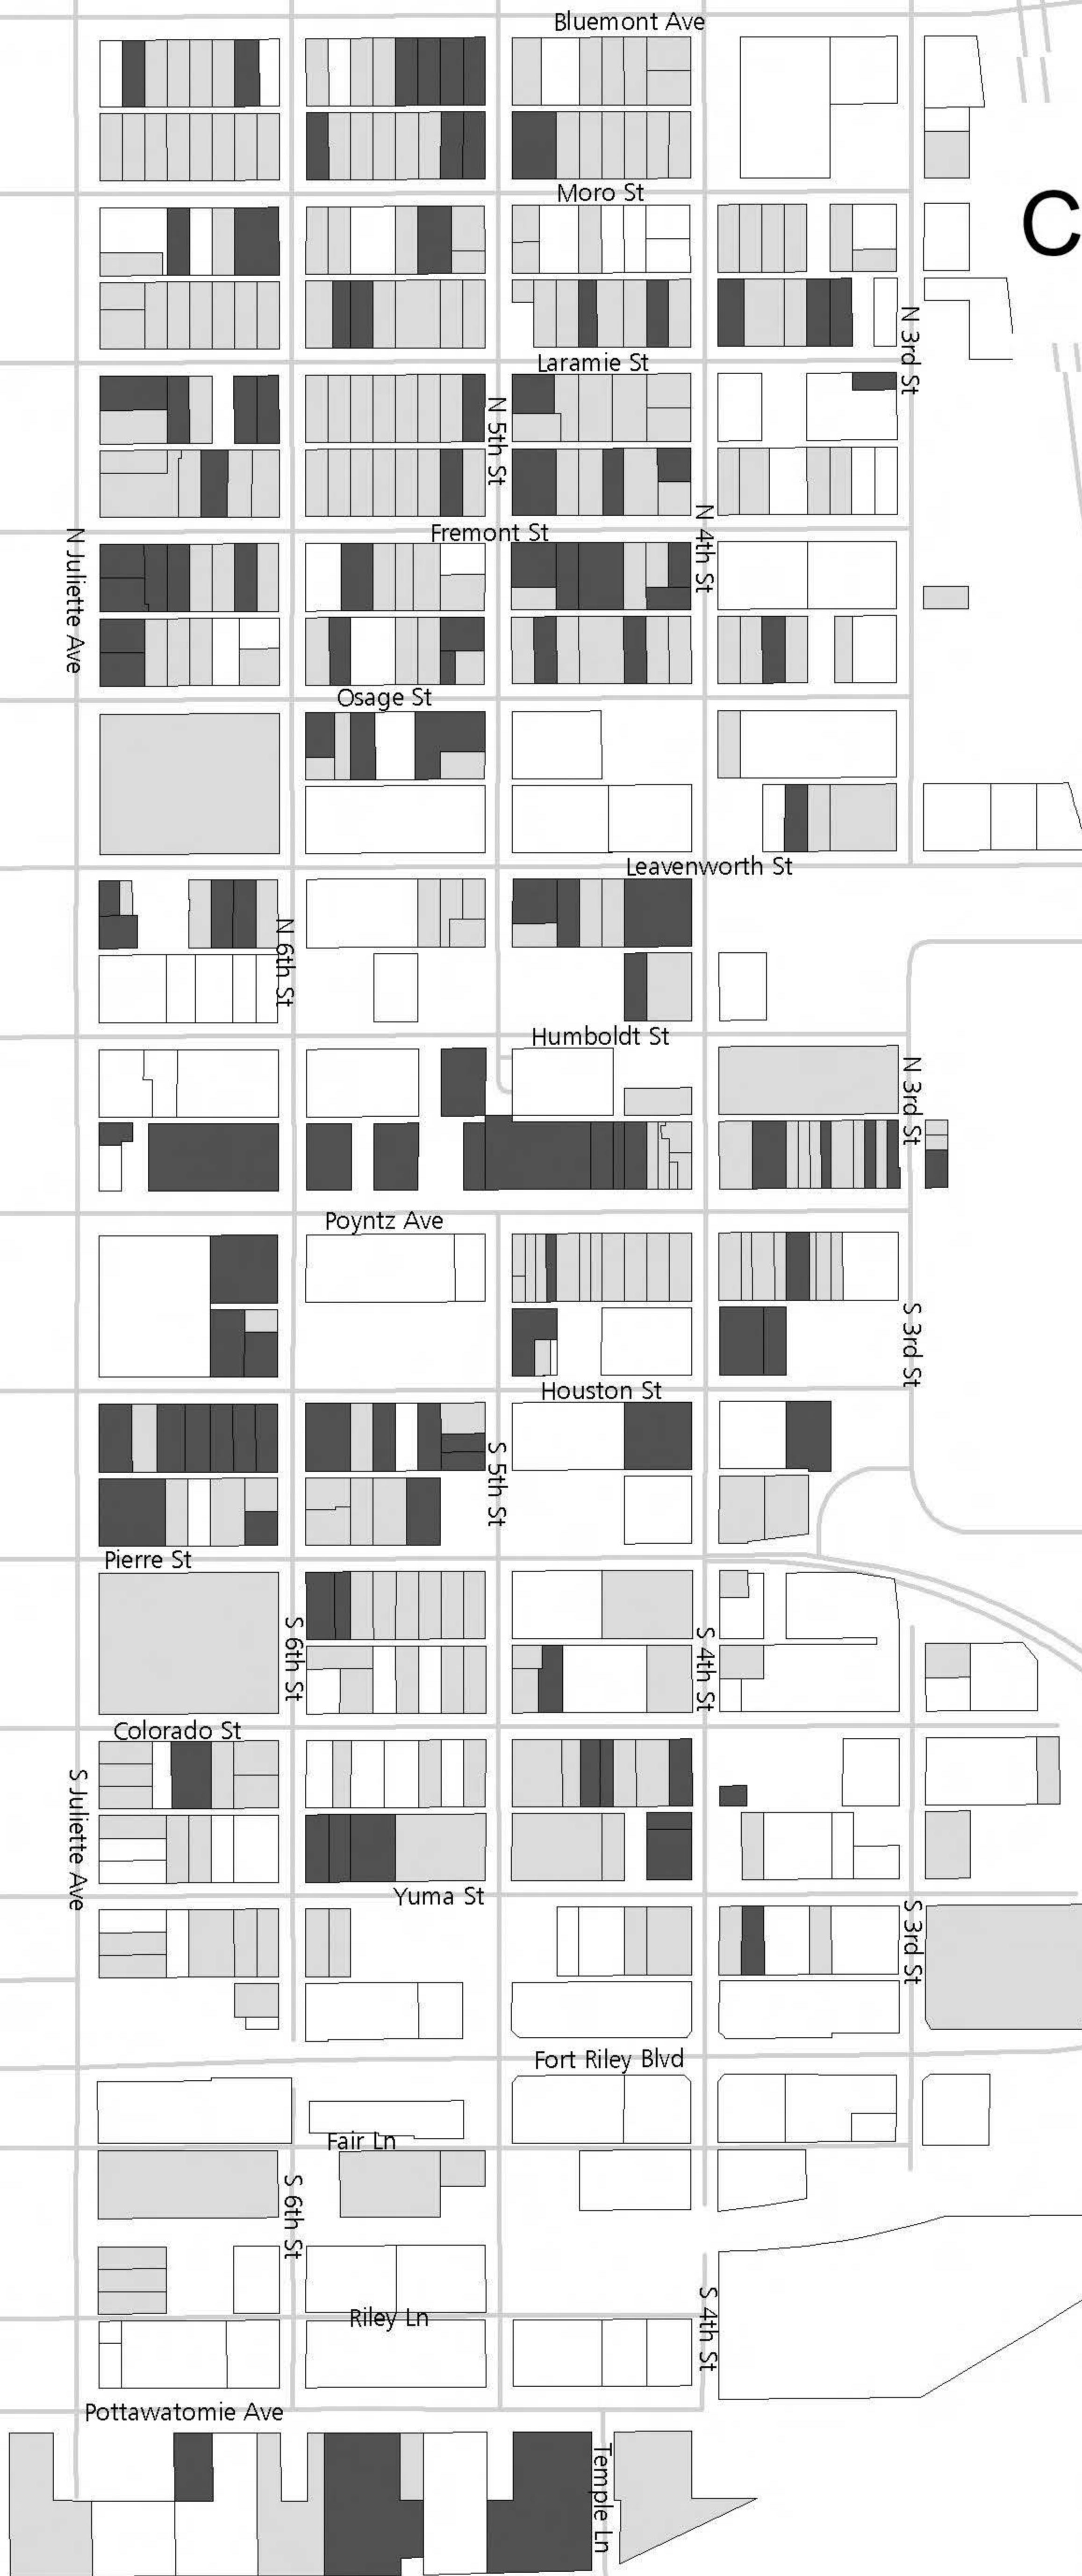 Bluemont Ave
Moro St
C
N 3rd St
Laramie St
N 5th St
N 4th St
Fremont St
N Juliette Ave
Osage St
Leavenworth St
N 6th St
Humboldt St
N 3rd St
Poyntz Ave
S 3rd St
Houston St
S 5th St
Pierre St
S 6th St
S 4th St
Colorado St
S Juliette Ave
Yuma St
S 3rd St
Fort Riley Blvd
Fair Ln
S 6th St
S 4th St
Riley Ln
Pottawatomie Ave
Temple Ln